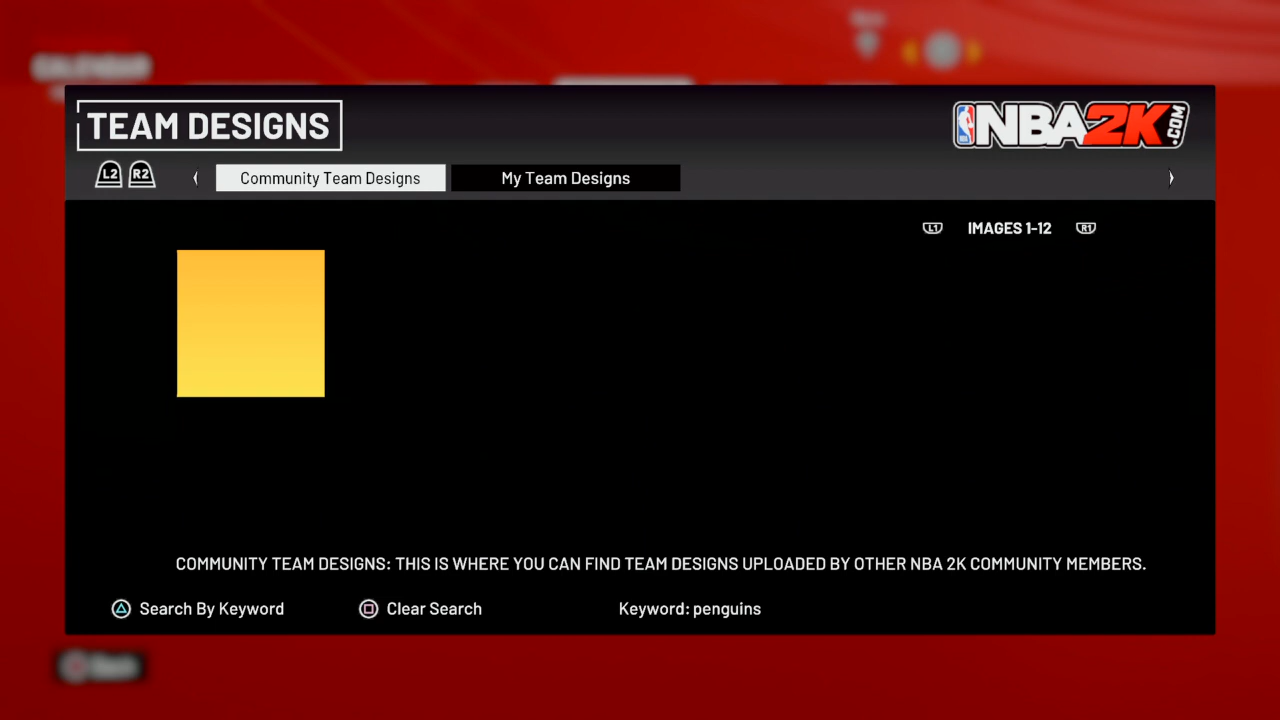 CALENDAR
TEAM DESIGNS
NBA2K.COM
L2 R2 Community Team Designs My Team Designs
L1 IMAGES 1-12 R1
COMMUNITY TEAM DESIGNS: THIS IS WHERE YOU CAN FIND TEAM DESIGNS UPLOADED BY OTHER NBA 2K COMMUNITY MEMBERS.
Search By Keyword Clear Search Keyword: penguins
Back